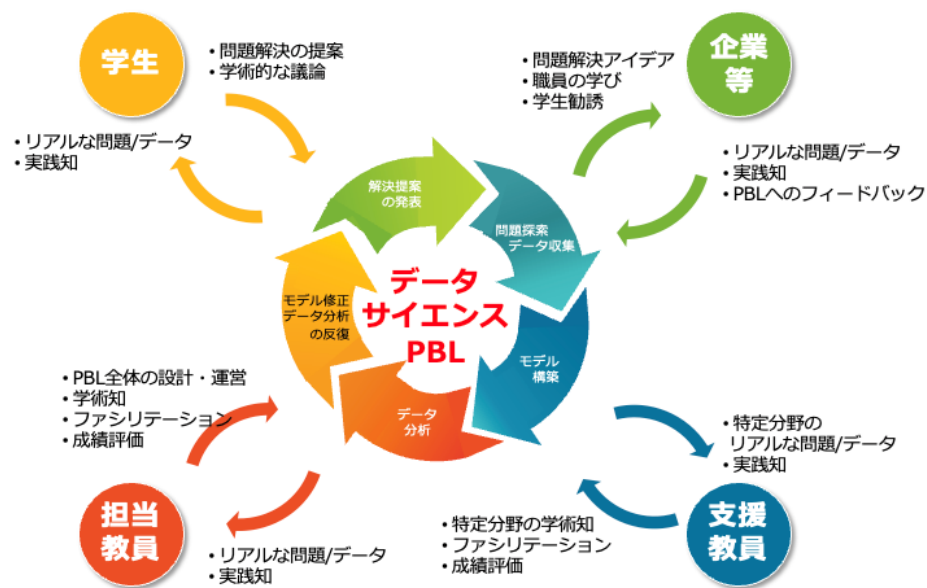 学生
・問題解決の提案
・学術的な議論
・リアルな問題/データ
・実践知
企業
等
・問題解決アイデア
・職員の学び
・学生勧誘
・リアルな問題/データ
・実践知
・PBLへのフィードバック
解決提案
の発表
問題探索
データ収集
モデル
構築
データ
分析
モデル修正
データ分析
の反復
データ
サイエンス
PBL
・PBL全体の設計・運営
・学術知
・ファシリテーション
・成績評価
担当
教員
・リアルな問題/データ
・実践知
・特定分野の
リアルな問題/データ
・実践知
支援
教員
・特定分野の学術知
・ファシリテーション
・成績評価